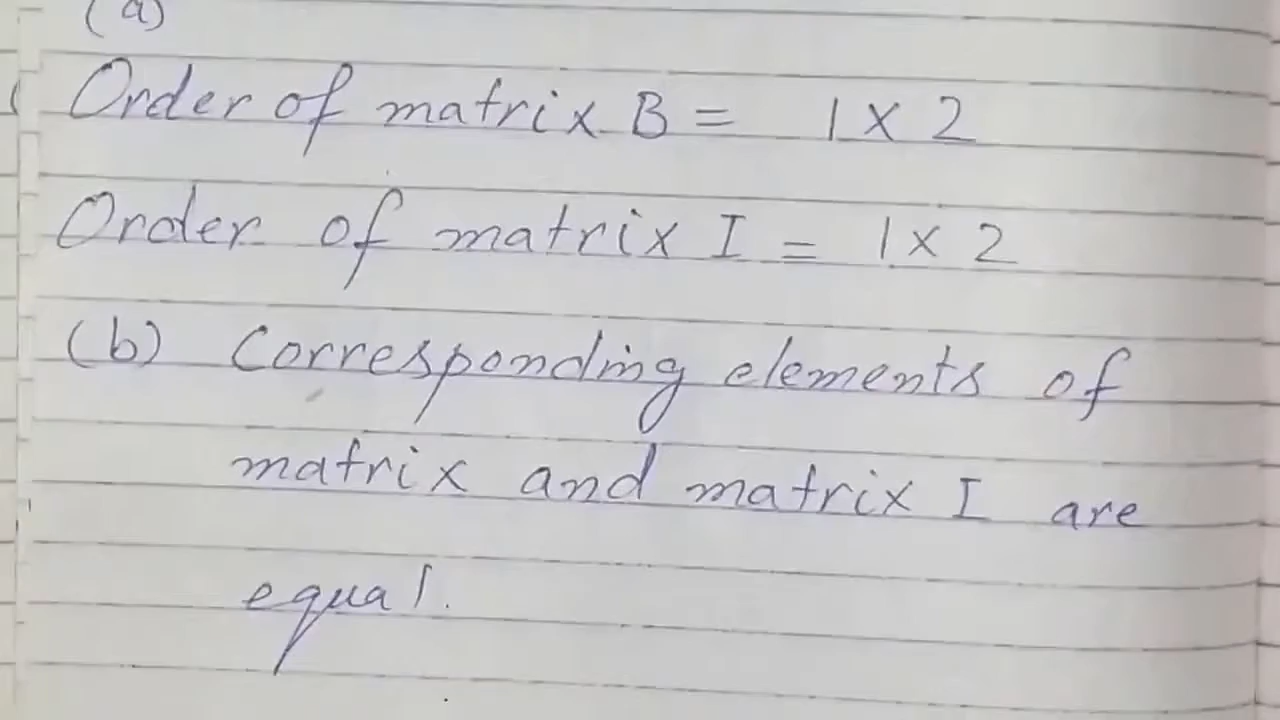 (a)
Order of matrix B = 1 x 2
Order of matrix I = 1 x 2
(b) Corresponding elements of
matrix and matrix I are
equal.